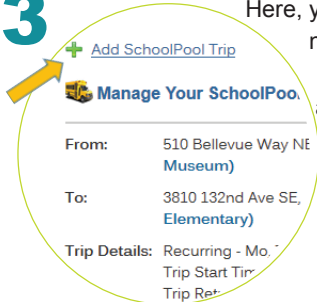 3
Here, y
Add SchoolPool Trip
Manage Your SchoolPoo
From: 510 Bellevue Way NE
Museum)
To: 3810 132nd Ave SE,
Elementary)
Trip Details: Recurring - Mo.
Trip Start Tim
Trip Ret